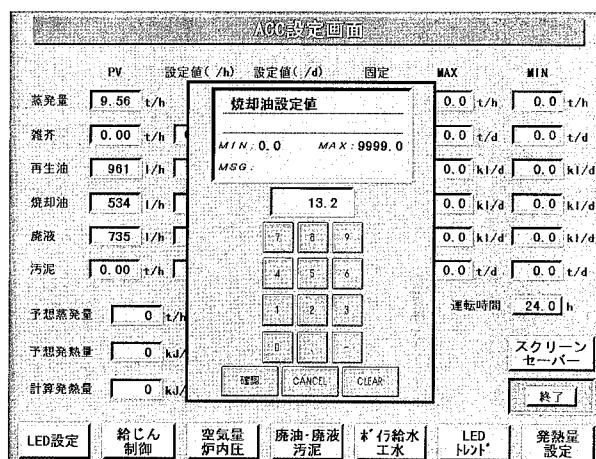 ACC設定画面
PV 設定値( /h) 設定値( /d) 固定 MAX MIN
蒸発量 9.56 t/h 0.0 t/h 0.0 t/h
雑芥 0.00 t/h 0.0 t/d 0.0 t/d
再生油 961 l/h 0.0 kl/d 0.0 kl/d
焼却油 534 l/h 0.0 kl/d 0.0 kl/d
廃液 735 l/h 0.0 kl/d 0.0 kl/d
汚泥 0.00 t/h 0.0 t/d 0.0 t/d
焼却油設定値
MIN:0.0 MAX:9999.0
MSG:
13.2
7 8 9
4 5 6
1 2 3
0 . -
確認 CANCEL CLEAR
運転時間 24.0 h
予想蒸発量 0 t/h
予想発熱量 0 kJ/
計算発熱量 0 kJ/
スクリーン
セーバー
終了
LED設定 給じん 空気量 廃油・廃液 ボイラ給水 LED 発熱量
制御 炉内圧 汚泥 工水 トレンド 設定